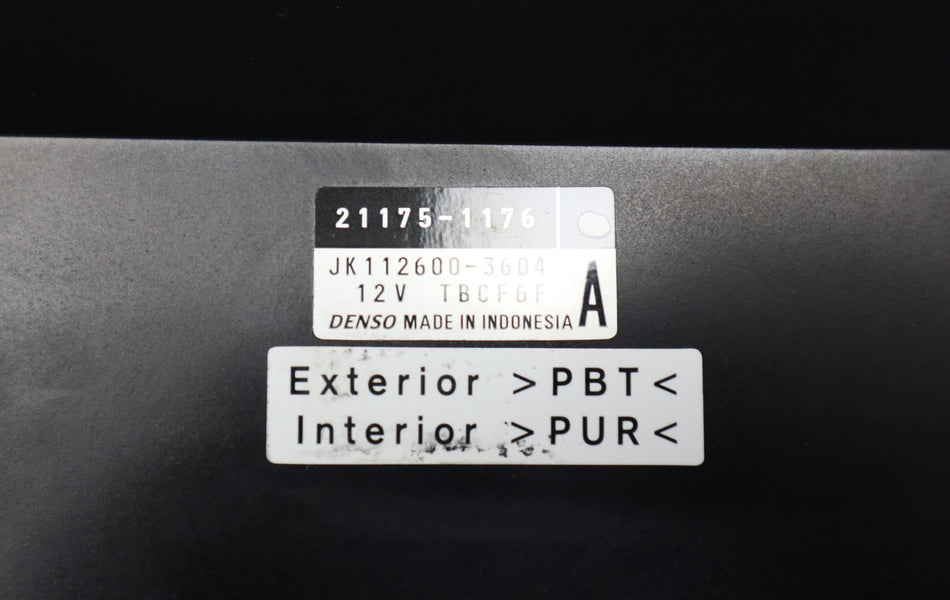 21175-1176
JK112600-3604
12V TBCF6F
A
DENSO MADE IN INDONESIA
Exterior >PBT<
Interior >PUR<